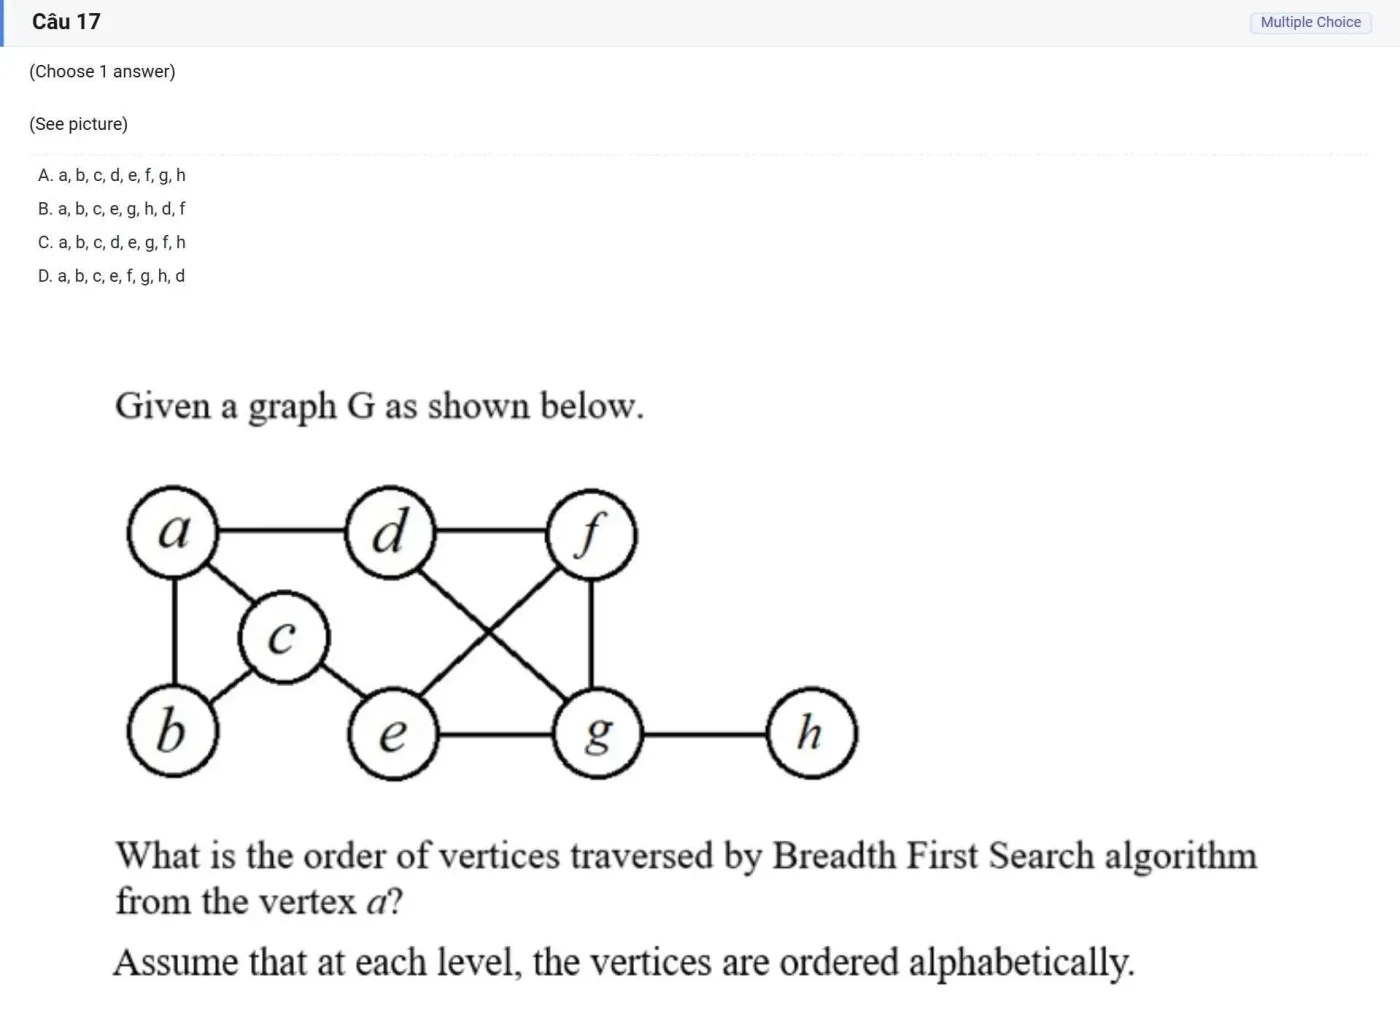 Câu 17
Multiple Choice
(Choose 1 answer)
(See picture)
A. a, b, c, d, e, f, g, h
B. a, b, c, e, g, h, d, f
C. a, b, c, d, e, g, f, h
D. a, b, c, e, f, g, h, d
Given a graph G as shown below.
a d f
c
b e g h
What is the order of vertices traversed by Breadth First Search algorithm
from the vertex a?
Assume that at each level, the vertices are ordered alphabetically.